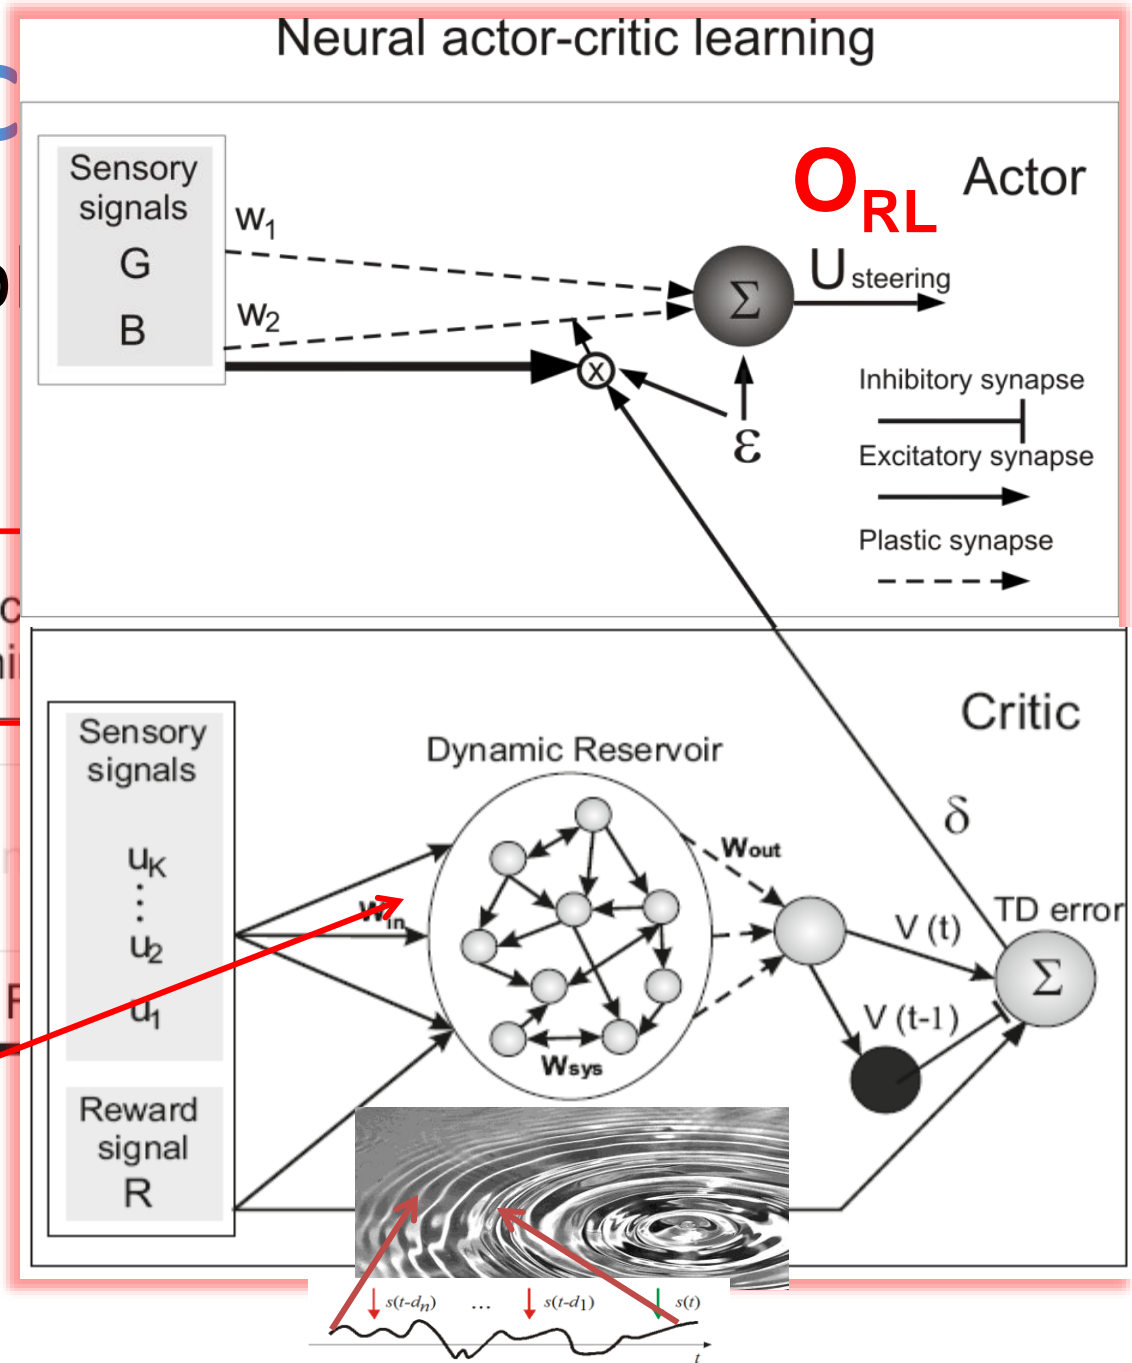 Neural actor-critic learning
Sensory
signals
G
B
w1
w2
ORL
Actor
Σ
Usteering
x
ε
Inhibitory synapse
Excitatory synapse
Plastic synapse
Critic
Sensory
signals
uK
⋮
u2
u1
Reward
signal
R
Win
Dynamic Reservoir
Wsys
Wout
V (t)
V (t-1)
δ
TD error
Σ
s(t-dn)
...
s(t-d1)
s(t)
t